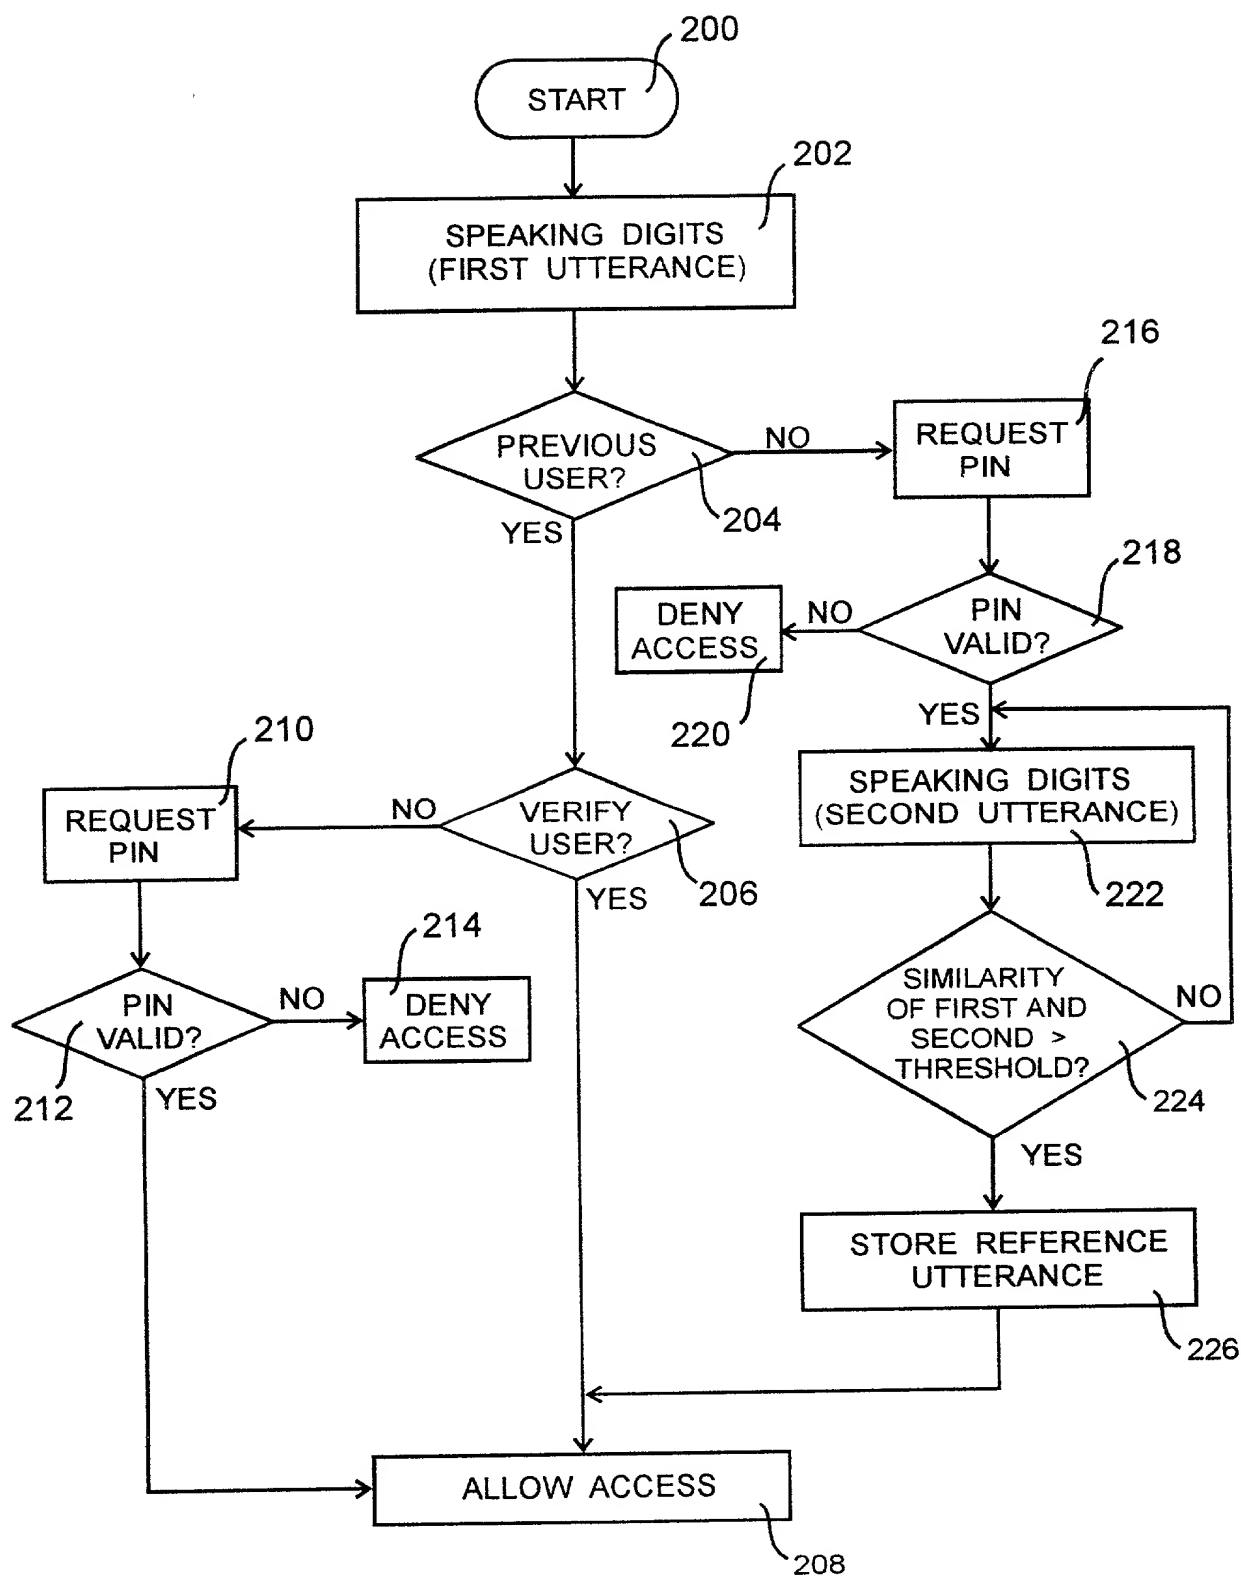 200
START
202
SPEAKING DIGITS
(FIRST UTTERANCE)
216
REQUEST
PIN
PREVIOUS
USER?
NO
204
YES
218
PIN
VALID?
NO
DENY
ACCESS
220
YES
210
REQUEST
PIN
NO
VERIFY
USER?
206
YES
SPEAKING DIGITS
(SECOND UTTERANCE)
222
214
DENY
ACCESS
NO
PIN
VALID?
212
YES
SIMILARITY
OF FIRST AND
SECOND >
THRESHOLD?
NO
224
YES
STORE REFERENCE
UTTERANCE
226
ALLOW ACCESS
208